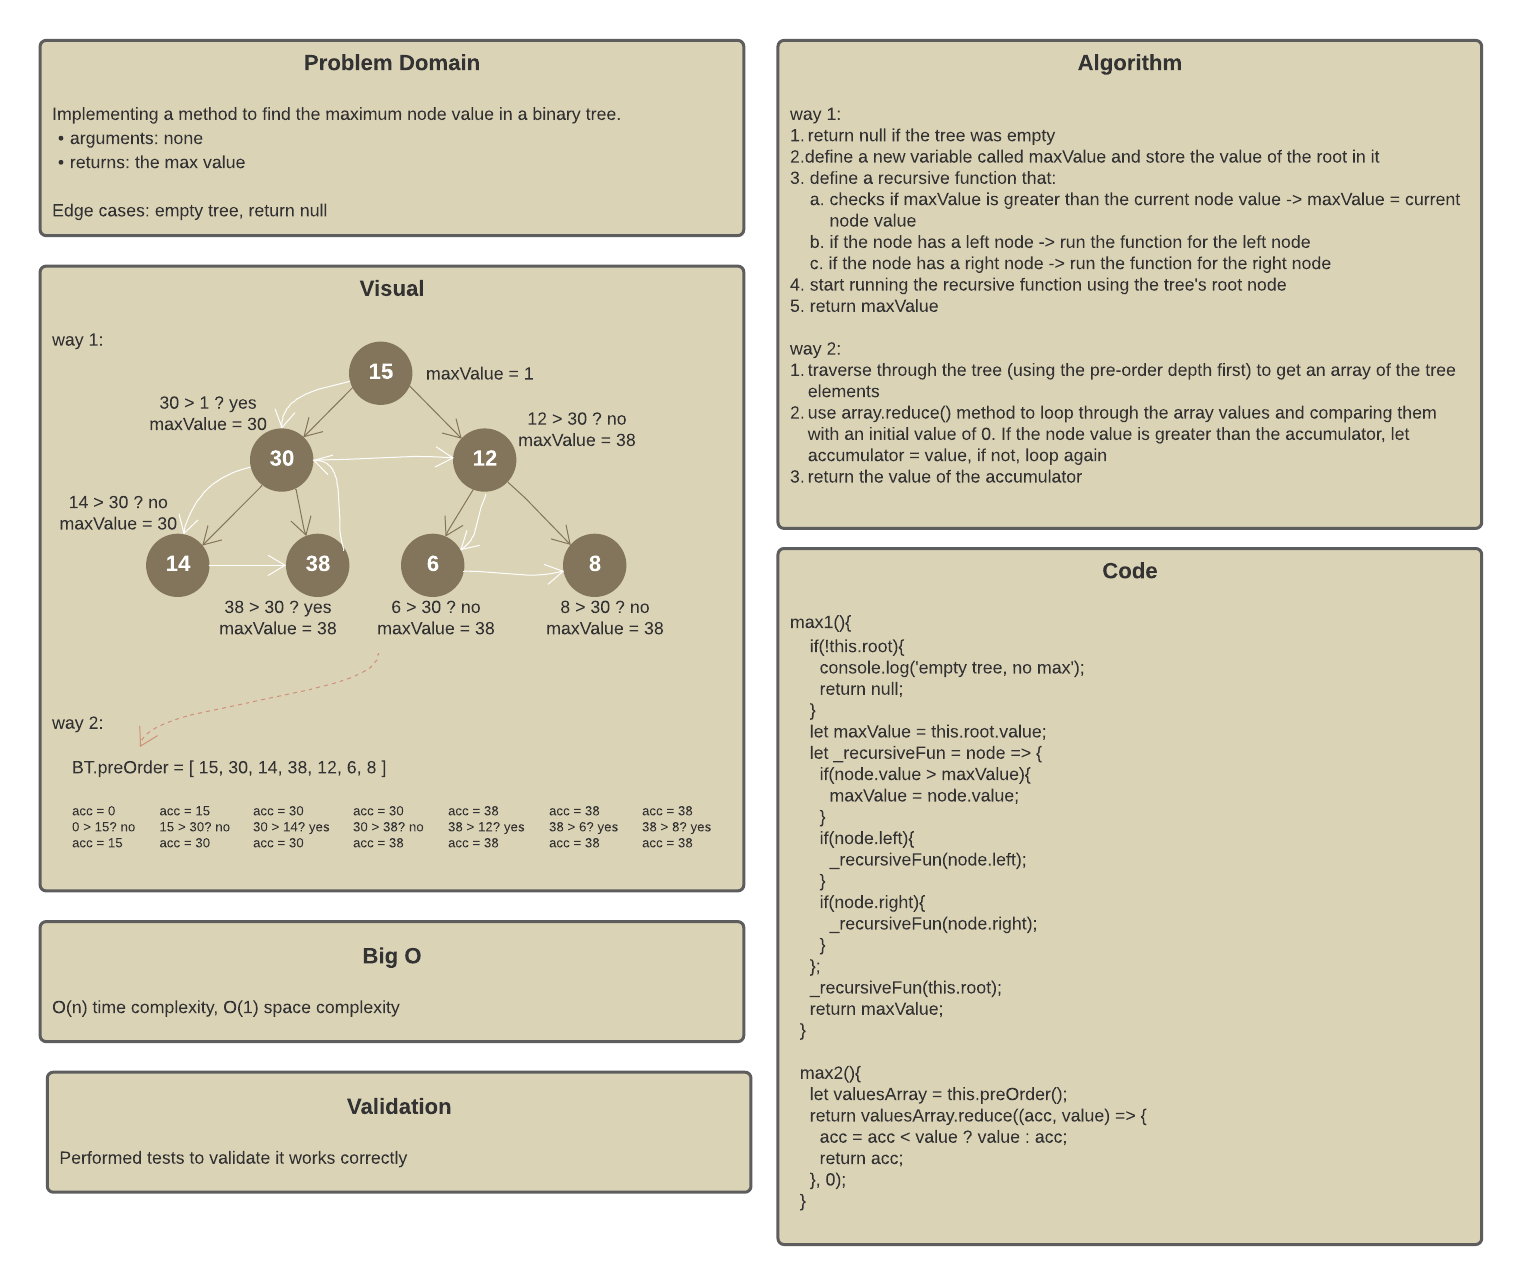 Problem Domain
Implementing a method to find the maximum node value in a binary tree.
• arguments: none
• returns: the max value
Edge cases: empty tree, return null
Visual
way 1:
15
maxValue = 1
30 > 1 ? yes
maxValue = 30
12 > 30 ? no
maxValue = 38
30
12
14 > 30 ? no
maxValue = 30
14
38
6
8
38 > 30 ? yes
maxValue = 38
6 > 30 ? no
maxValue = 38
8 > 30 ? no
maxValue = 38
way 2:
BT.preOrder = [ 15, 30, 14, 38, 12, 6, 8 ]
acc = 0 acc = 15 acc = 30 acc = 30 acc = 38 acc = 38 acc = 38
0 > 15? no 15 > 30? no 30 > 14? yes 30 > 38? no 38 > 12? yes 38 > 6? yes 38 > 8? yes
acc = 15 acc = 30 acc = 30 acc = 38 acc = 38 acc = 38 acc = 38
Big O
O(n) time complexity, O(1) space complexity
Validation
Performed tests to validate it works correctly
Algorithm
way 1:
1. return null if the tree was empty
2.define a new variable called maxValue and store the value of the root in it
3. define a recursive function that:
a. checks if maxValue is greater than the current node value -> maxValue = current
node value
b. if the node has a left node -> run the function for the left node
c. if the node has a right node -> run the function for the right node
4. start running the recursive function using the tree's root node
5. return maxValue
way 2:
1. traverse through the tree (using the pre-order depth first) to get an array of the tree
elements
2. use array.reduce() method to loop through the array values and comparing them
with an initial value of 0. If the node value is greater than the accumulator, let
accumulator = value, if not, loop again
3. return the value of the accumulator
Code
max1(){
if(!this.root){
console.log('empty tree, no max');
return null;
}
let maxValue = this.root.value;
let _recursiveFun = node => {
if(node.value > maxValue){
maxValue = node.value;
}
if(node.left){
_recursiveFun(node.left);
}
if(node.right){
_recursiveFun(node.right);
}
};
_recursiveFun(this.root);
return maxValue;
}
max2(){
let valuesArray = this.preOrder();
return valuesArray.reduce((acc, value) => {
acc = acc < value ? value : acc;
return acc;
}, 0);
}